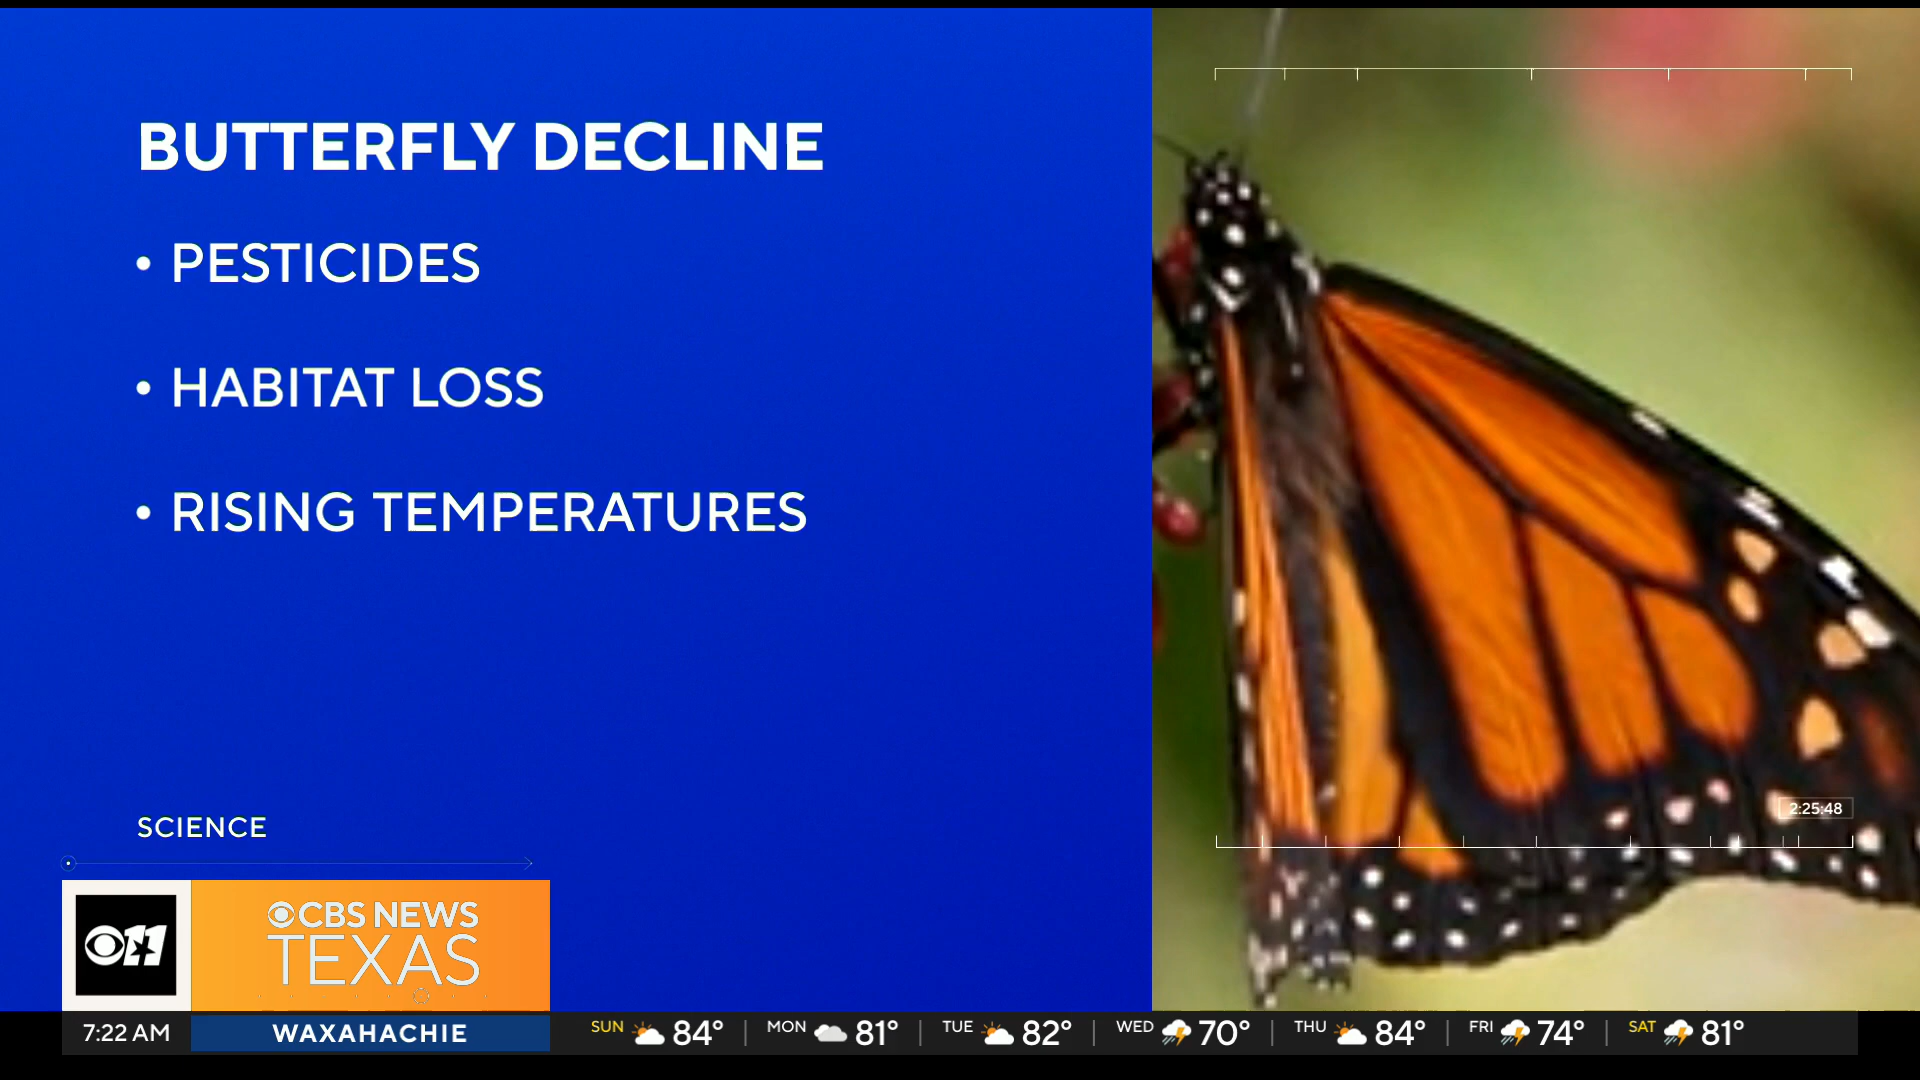 BUTTERFLY DECLINE
• PESTICIDES
• HABITAT LOSS
• RISING TEMPERATURES
2:25:48
SCIENCE
11
CBS NEWS
TEXAS
7:22 AM WAXAHACHIE SUN 84° MON 81° TUE 82° WED 70° THU 84° FRI 74° SAT 81°